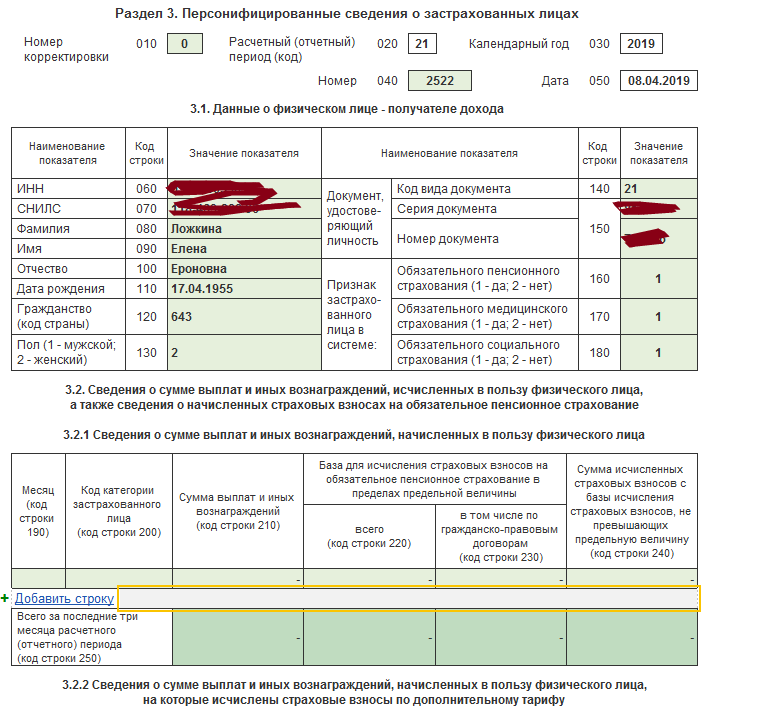 Раздел 3. Персонифицированные сведения о застрахованных лицах
Номер корректировки 010 0 Расчетный (отчетный) период (код) 020 21 Календарный год 030 2019
Номер 040 2522 Дата 050 08.04.2019
3.1. Данные о физическом лице - получателе дохода
Наименование показателя
Код строки
Значение показателя
Наименование показателя
Код строки
Значение показателя
ИНН 060
СНИЛС 070
Фамилия 080 Ложкина
Имя 090 Елена
Отчество 100 Ероновна
Дата рождения 110 17.04.1955
Гражданство (код страны) 120 643
Пол (1 - мужской; 2 - женский) 130 2
Документ, удостове-
ряющий
личность
Код вида документа 140 21
Серия документа 150
Номер документа
Признак
застрахо-
ванного
лица в
системе:
Обязательного пенсионного
страхования (1 - да; 2 - нет) 160 1
Обязательного медицинского
страхования (1 - да; 2 - нет) 170 1
Обязательного социального
страхования (1 - да; 2 - нет) 180 1
3.2. Сведения о сумме выплат и иных вознаграждений, исчисленных в пользу физического лица,
а также сведения о начисленных страховых взносах на обязательное пенсионное страхование
3.2.1 Сведения о сумме выплат и иных вознаграждений, начисленных в пользу физического лица
Месяц
(код
строки
190)
Код категории
застрахованного
лица
(код строки 200)
Сумма выплат и иных
вознаграждений
(код строки 210)
База для исчисления страховых взносов на
обязательное пенсионное страхование в
пределах предельной величины
всего
(код строки 220)
в том числе по
гражданско-правовым
договорам
(код строки 230)
Сумма исчисленных
страховых взносов с
базы исчисления
страховых взносов, не
превышающих
предельную величину
(код строки 240)
- - - -
+ Добавить строку
Всего за последние три
месяца расчетного
(отчетного) периода
(код строки 250)
- - - -
3.2.2 Сведения о сумме выплат и иных вознаграждений, начисленных в пользу физического лица,
на которые исчислены страховые взносы по дополнительному тарифу